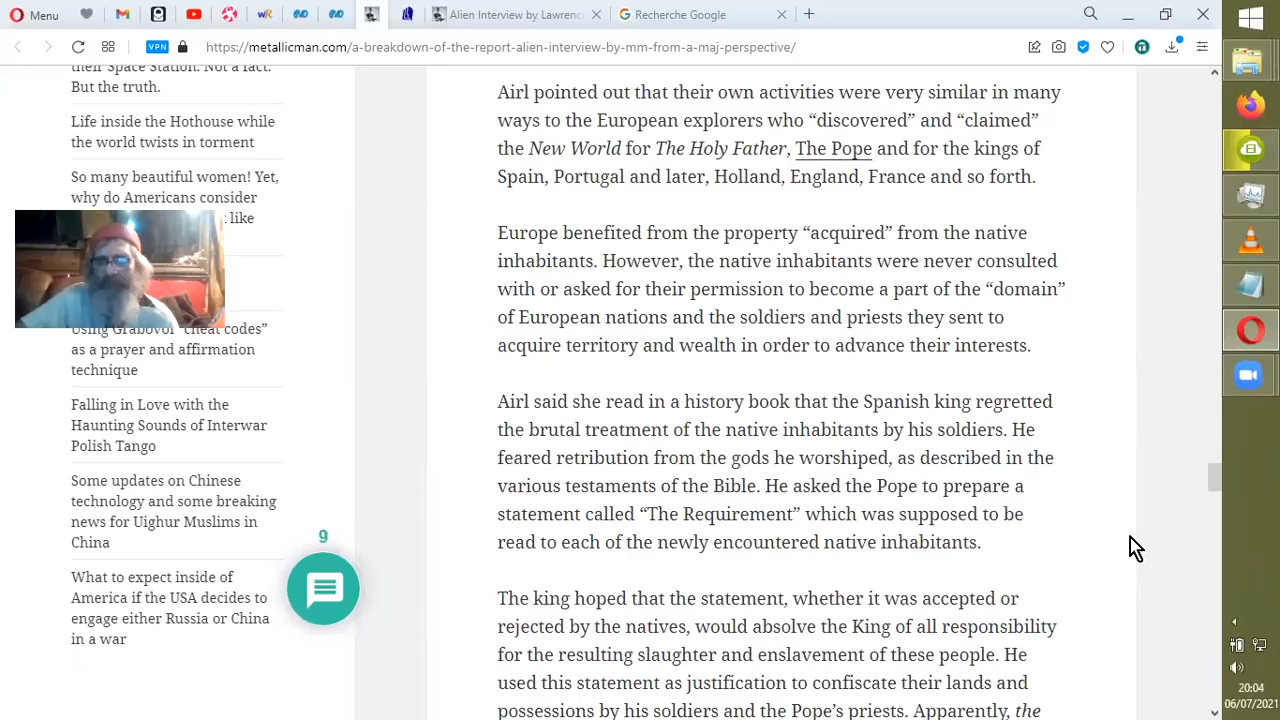 Menu
Alien Interview by Lawrenc
Recherche Google
VPN
https://metallicman.com/a-breakdown-of-the-report-alien-interview-by-mm-from-a-maj-perspective/
their Space Station. Not a fact.
But the truth.
Life inside the Hothouse while
the world twists in torment
So many beautiful women! Yet,
why do Americans consider
like
Using Grabovoi “cheat codes”
as a prayer and affirmation
technique
Falling in Love with the
Haunting Sounds of Interwar
Polish Tango
Some updates on Chinese
technology and some breaking
news for Uighur Muslims in
China
What to expect inside of
America if the USA decides to
engage either Russia or China
in a war
9
Airl pointed out that their own activities were very similar in many
ways to the European explorers who “discovered” and “claimed”
the New World for The Holy Father, The Pope and for the kings of
Spain, Portugal and later, Holland, England, France and so forth.
Europe benefited from the property “acquired” from the native
inhabitants. However, the native inhabitants were never consulted
with or asked for their permission to become a part of the “domain”
of European nations and the soldiers and priests they sent to
acquire territory and wealth in order to advance their interests.
Airl said she read in a history book that the Spanish king regretted
the brutal treatment of the native inhabitants by his soldiers. He
feared retribution from the gods he worshiped, as described in the
various testaments of the Bible. He asked the Pope to prepare a
statement called “The Requirement” which was supposed to be
read to each of the newly encountered native inhabitants.
The king hoped that the statement, whether it was accepted or
rejected by the natives, would absolve the King of all responsibility
for the resulting slaughter and enslavement of these people. He
used this statement as justification to confiscate their lands and
possessions by his soldiers and the Pope’s priests. Apparently, the
20:04
06/07/2021